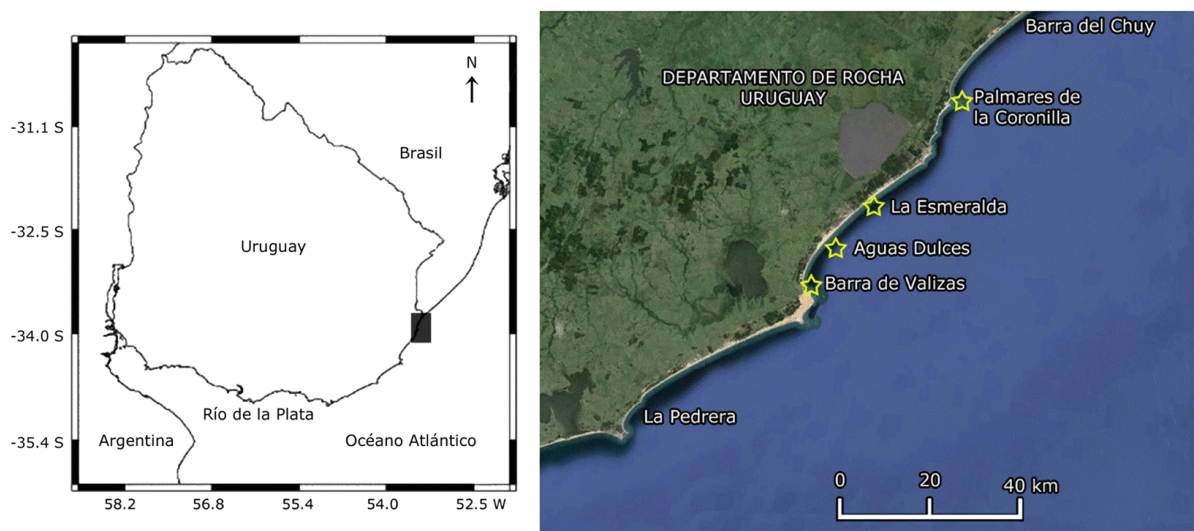 N
-31.1 S
Brasil
-32.5 S
Uruguay
-34.0 S
Río de la Plata
-35.4 S
Argentina
Océano Atlántico
58.2
56.8
55.4
54.0
52.5 W
Barra del Chuy
DEPARTAMENTO DE ROCHA
URUGUAY
Palmares de
la Coronilla
La Esmeralda
Aguas Dulces
Barra de Valizas
La Pedrera
0
20
40 km